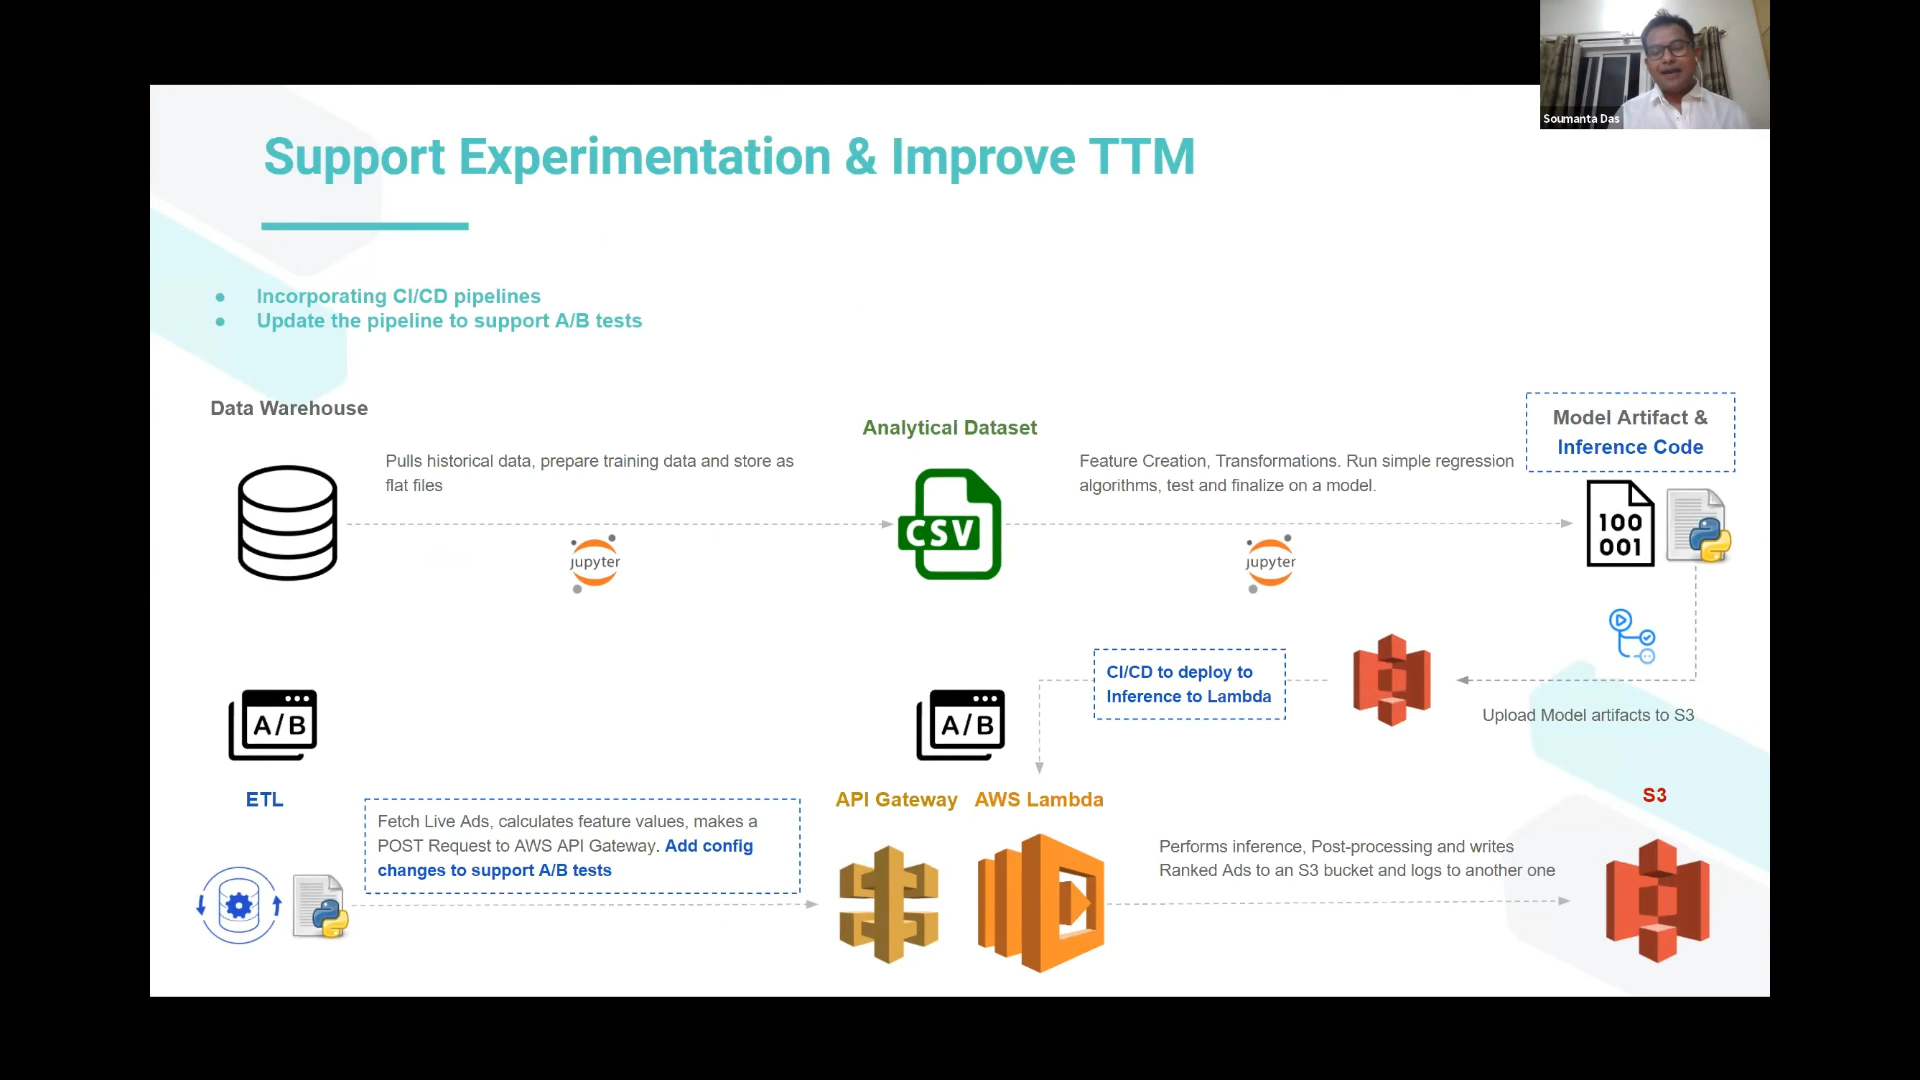 Soumanta Das
Support Experimentation & Improve TTM
● Incorporating CI/CD pipelines
● Update the pipeline to support A/B tests
Data Warehouse
Pulls historical data, prepare training data and store as
flat files
jupyter
Analytical Dataset
CSV
Feature Creation, Transformations. Run simple regression
algorithms, test and finalize on a model.
jupyter
Model Artifact &
Inference Code
100
001
Upload Model artifacts to S3
CI/CD to deploy to
Inference to Lambda
A/B
A/B
ETL
Fetch Live Ads, calculates feature values, makes a
POST Request to AWS API Gateway. Add config
changes to support A/B tests
API Gateway
AWS Lambda
Performs inference, Post-processing and writes
Ranked Ads to an S3 bucket and logs to another one
S3